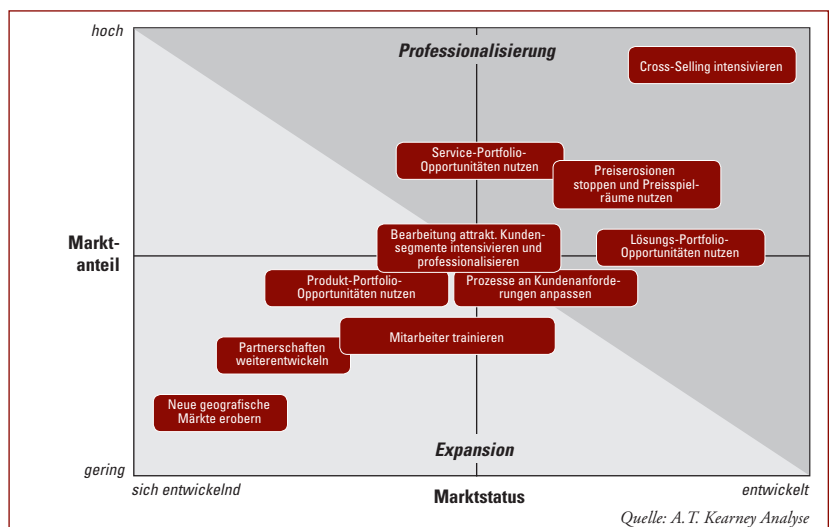 hoch
Professionalisierung
Cross-Selling intensivieren
Service-Portfolio-
Opportunitäten nutzen
Preiserosionen
stoppen und Preisspiel-
räume nutzen
Markt-
anteil
Bearbeitung attrakt. Kunden-
segmente intensivieren und
professionalisieren
Lösungs-Portfolio-
Opportunitäten nutzen
Produkt-Portfolio-
Opportunitäten nutzen
Prozesse an Kundenanforde-
rungen anpassen
Mitarbeiter trainieren
Partnerschaften
weiterentwickeln
Neue geografische
Märkte erobern
Expansion
gering
sich entwickelnd
Marktstatus
entwickelt
Quelle: A.T. Kearney Analyse